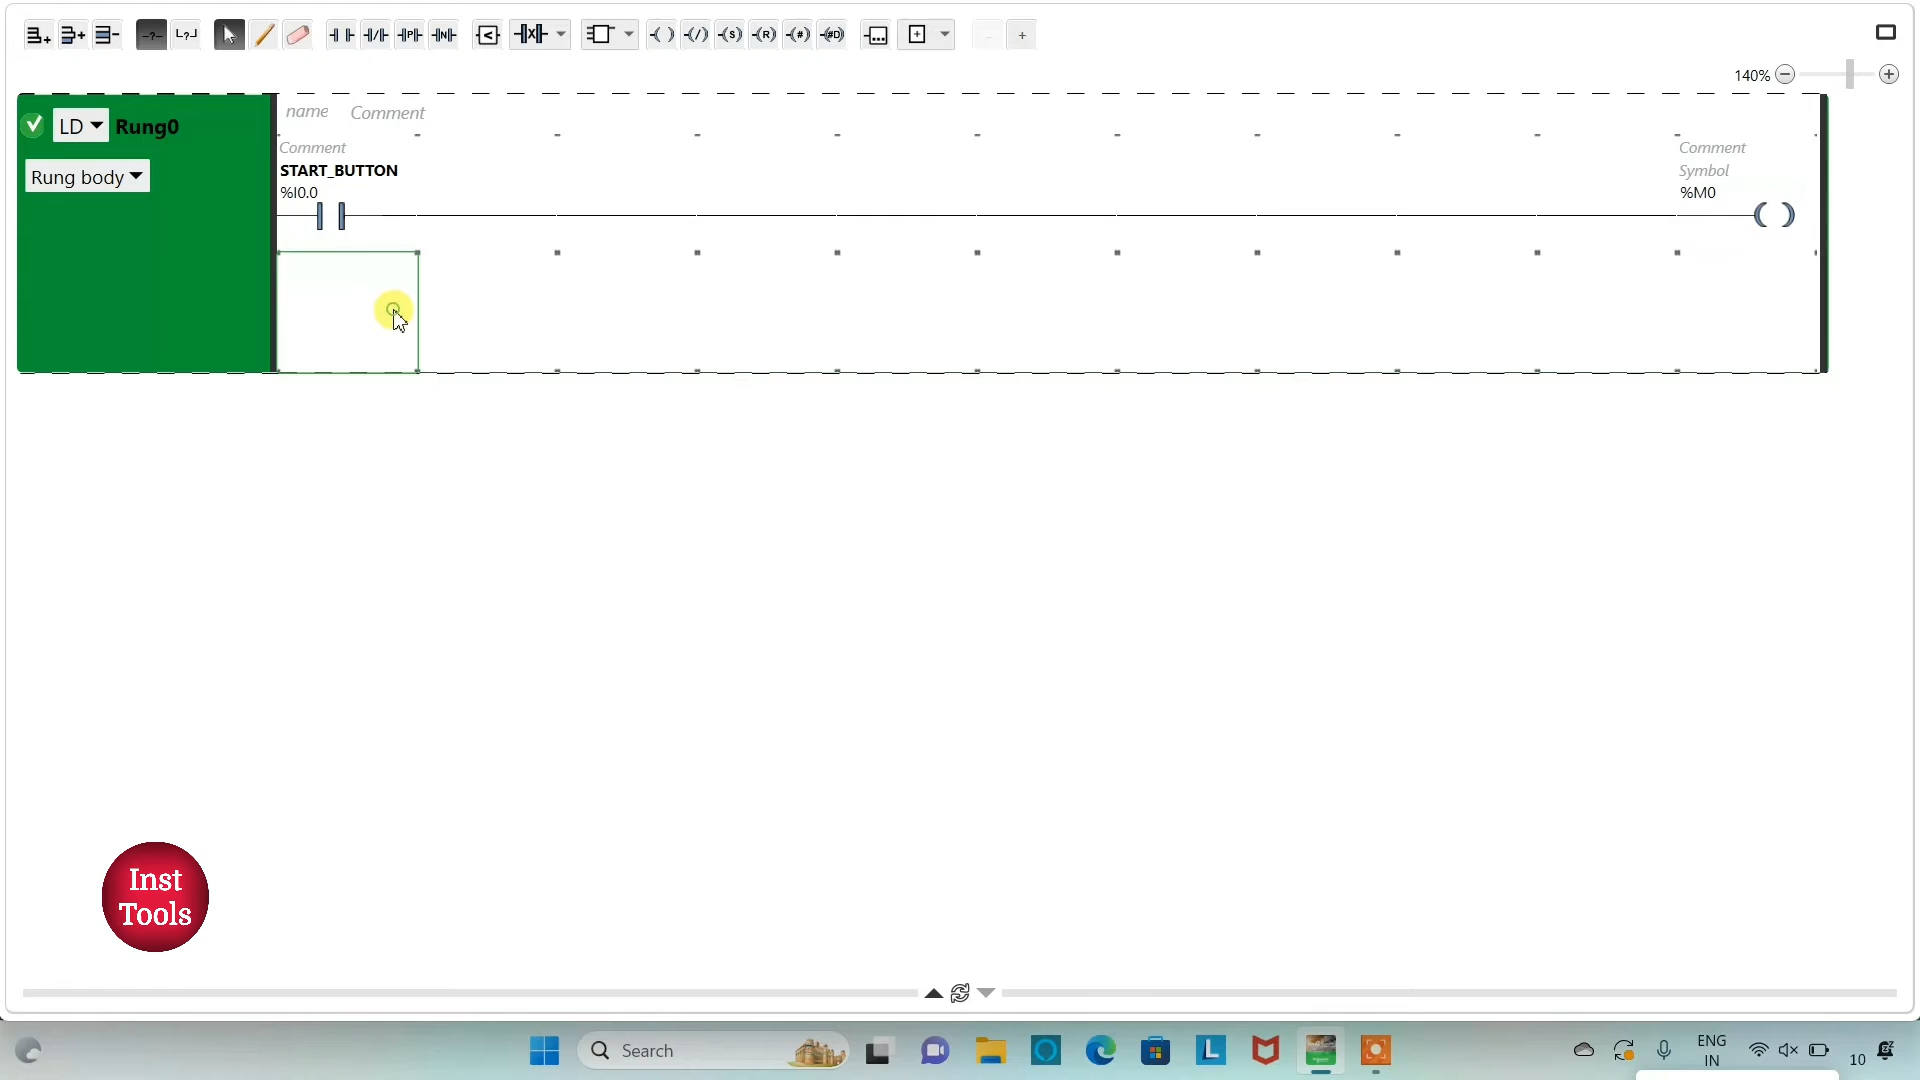 140%
LD Rung0
name Comment
Comment
START_BUTTON
%I0.0
Comment
Symbol
%M0
Rung body
Inst
Tools
Search
ENG
IN
10